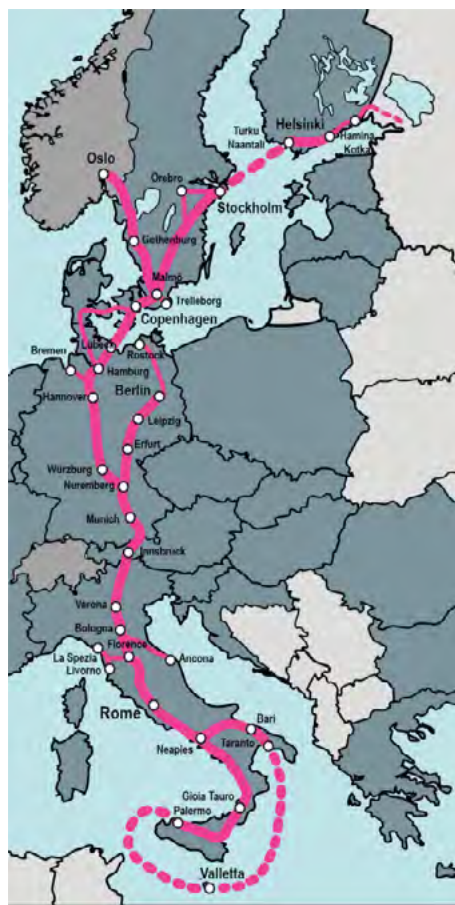 Helsinki
Turku
Naantali
Hamina
Kotka
Oslo
Orebro
Stockholm
Gothenburg
Malmö
Trelleborg
Copenhagen
Lübeck
Rostock
Bremen
Hamburg
Berlin
Hannover
Leipzig
Erfurt
Würzburg
Nuremberg
Munich
Innsbruck
Verona
Bologna
Florence
La Spezia
Livorno
Ancona
Rome
Bari
Taranto
Neaples
Gioia Tauro
Palermo
Valletta